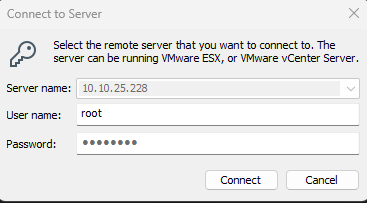 Connect to Server
Select the remote server that you want to connect to. The
server can be running VMware ESX, or VMware vCenter Server.
Server name: 10.10.25.228
User name: root
Password: ●●●●●●●●
Connect Cancel